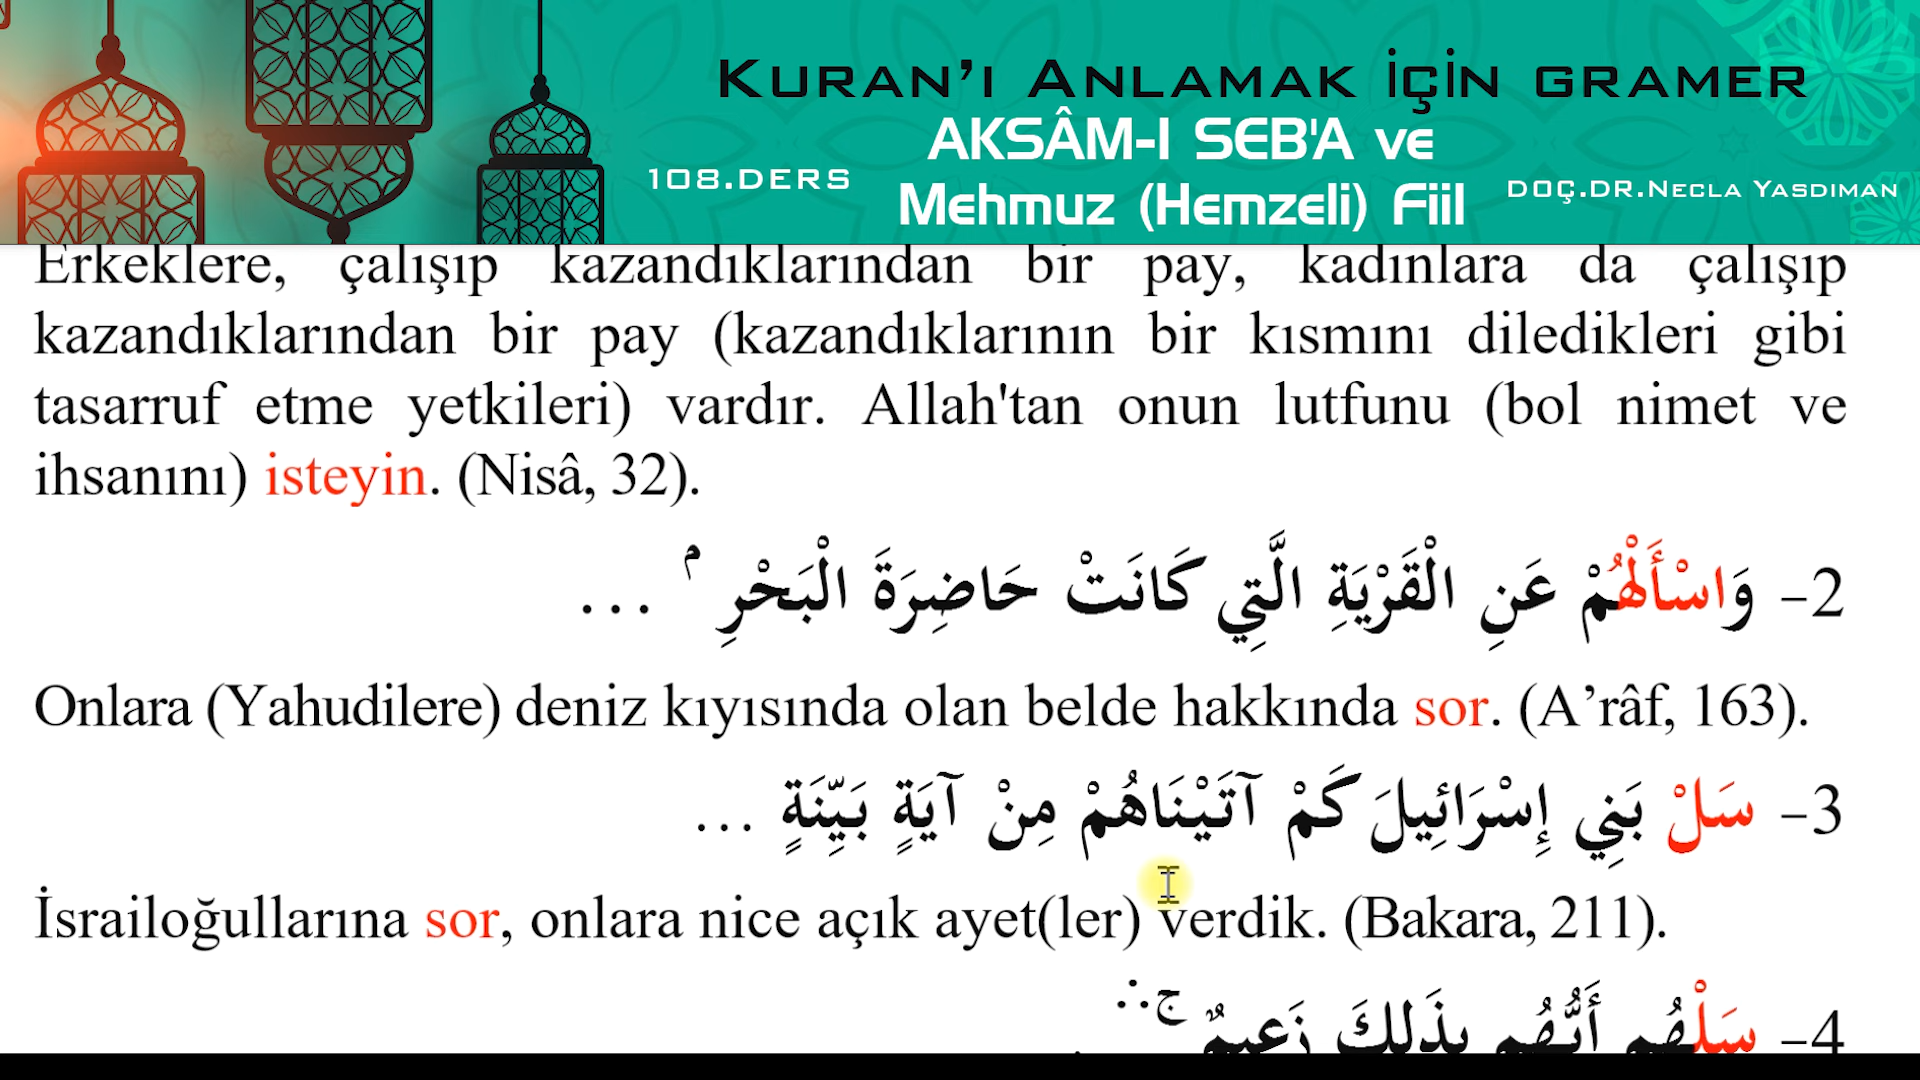 KURAN'I ANLAMAK İÇİN GRAMER
AKSÂM-I SEB'A ve
108.DERS
Mehmuz (Hemzeli) Fiil
DOÇ.DR.NECLA YASDIMAN
Erkeklere, çalışıp kazandıklarından bir pay, kadınlara da çalışıp
kazandıklarından bir pay (kazandıklarının bir kısmını diledikleri gibi
tasarruf etme yetkileri) vardır. Allah'tan onun lutfunu (bol nimet ve
ihsanını) isteyin. (Nisâ, 32).
2- وَاسْأَلْهُمْ عَنِ الْقَرْيَةِ الَّتِي كَانَتْ حَاضِرَةَ الْبَحْرِ م ...
Onlara (Yahudilere) deniz kıyısında olan belde hakkında sor. (A’râf, 163).
3- سَلْ بَنِي إِسْرَائِيلَ كَمْ آتَيْنَاهُمْ مِنْ آيَةٍ بَيِّنَةٍ ...
İsrailoğullarına sor, onlara nice açık ayet(ler) verdik. (Bakara, 211).
4- سَلْهُم أَيُّهُم بِذَلِكَ زَعِيمٌ ج ∴